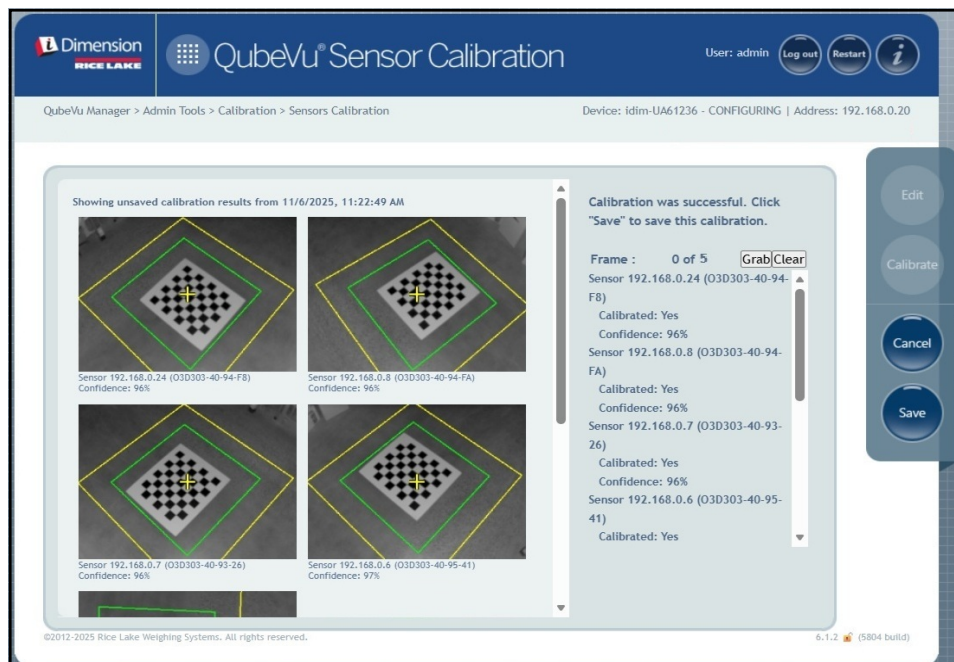 iDimension
RICE LAKE
QubeVu® Sensor Calibration
User: admin
Log out
Restart
i
QubeVu Manager > Admin Tools > Calibration > Sensors Calibration
Device: idim-UA61236 - CONFIGURING | Address: 192.168.0.20
Showing unsaved calibration results from 11/6/2025, 11:22:49 AM
Sensor 192.168.0.24 (O3D303-40-94-F8)
Confidence: 96%
Sensor 192.168.0.8 (O3D303-40-94-FA)
Confidence: 96%
Sensor 192.168.0.7 (O3D303-40-93-26)
Confidence: 96%
Sensor 192.168.0.6 (O3D303-40-95-41)
Confidence: 97%
Calibration was successful. Click
"Save" to save this calibration.
Frame : 0 of 5 Grab Clear
Sensor 192.168.0.24 (O3D303-40-94-
F8)
Calibrated: Yes
Confidence: 96%
Sensor 192.168.0.8 (O3D303-40-94-
FA)
Calibrated: Yes
Confidence: 96%
Sensor 192.168.0.7 (O3D303-40-93-
26)
Calibrated: Yes
Confidence: 96%
Sensor 192.168.0.6 (O3D303-40-95-
41)
Calibrated: Yes
Edit
Calibrate
Cancel
Save
©2012-2025 Rice Lake Weighing Systems. All rights reserved.
6.1.2 (5804 build)